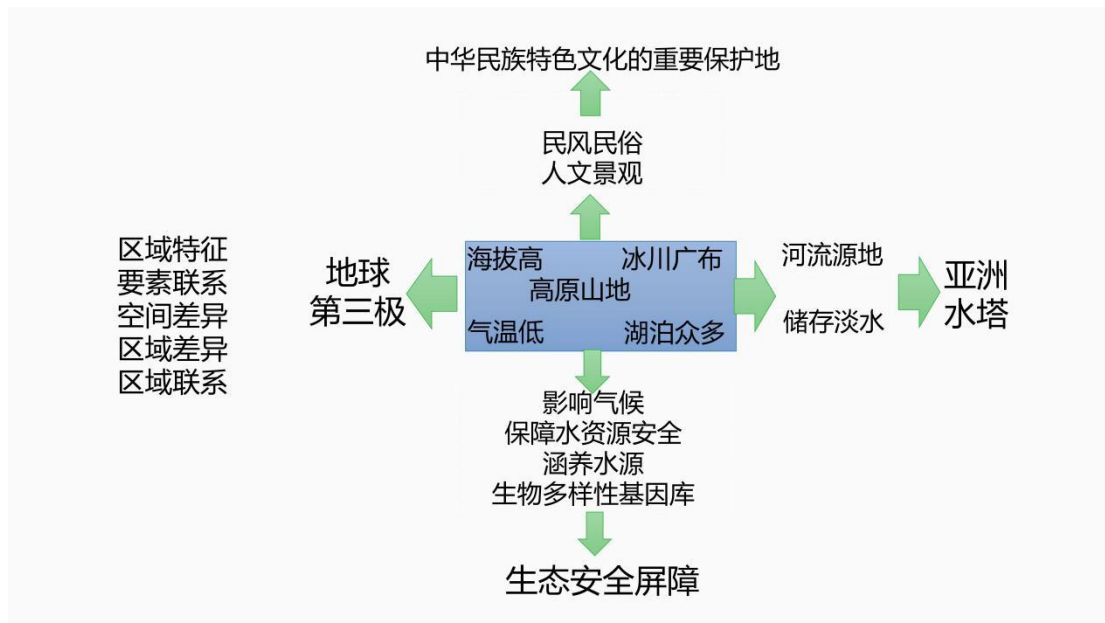 中华民族特色文化的重要保护地
民风民俗
人文景观
区域特征
要素联系
空间差异
区域差异
区域联系
地球
第三极
海拔高
冰川广布
高原山地
气温低
湖泊众多
河流源地
储存淡水
亚洲
水塔
影响气候
保障水资源安全
涵养水源
生物多样性基因库
生态安全屏障